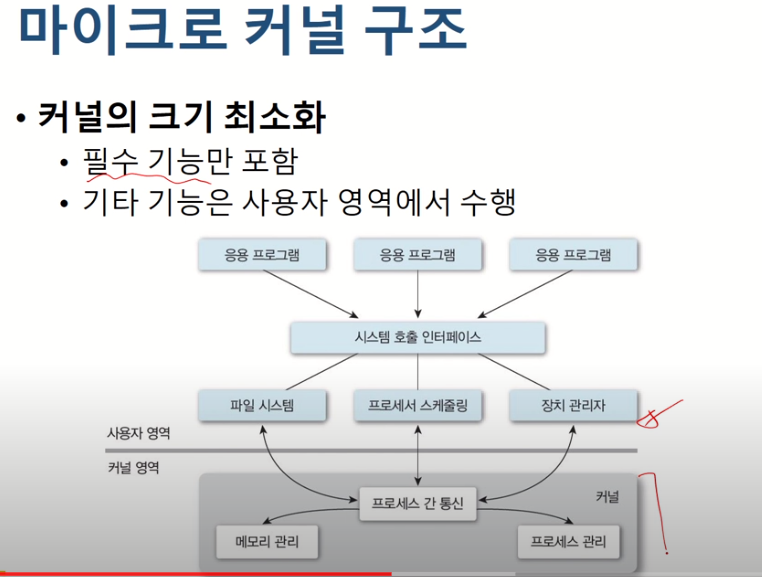 마이크로 커널 구조
• 커널의 크기 최소화
• 필수 기능만 포함
• 기타 기능은 사용자 영역에서 수행
응용 프로그램 응용 프로그램 응용 프로그램
시스템 호출 인터페이스
파일 시스템 프로세서 스케줄링 장치 관리자
사용자 영역
커널 영역
커널
프로세스 간 통신
메모리 관리 프로세스 관리